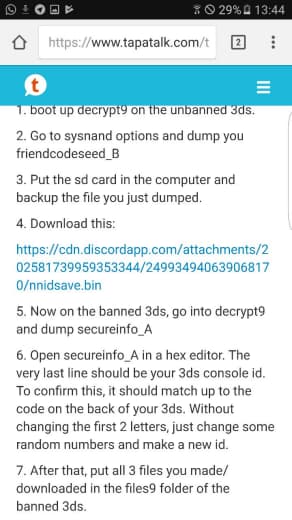 29% 13:44
https://www.tapatalk.com/t
2
t
1. boot up decrypt9 on the unbanned 3ds.
2. Go to sysnand options and dump you
friendcodeseed_B
3. Put the sd card in the computer and
backup the file you just dumped.
4. Download this:
https://cdn.discordapp.com/attachments/2
02581739959353344/24993494063906817
0/nnidsave.bin
5. Now on the banned 3ds, go into decrypt9
and dump secureinfo_A
6. Open secureinfo_A in a hex editor. The
very last line should be your 3ds console id.
To confirm this, it should match up to the
code on the back of your 3ds. Without
changing the first 2 letters, just change some
random numbers and make a new id.
7. After that, put all 3 files you made/
downloaded in the files9 folder of the
banned 3ds.